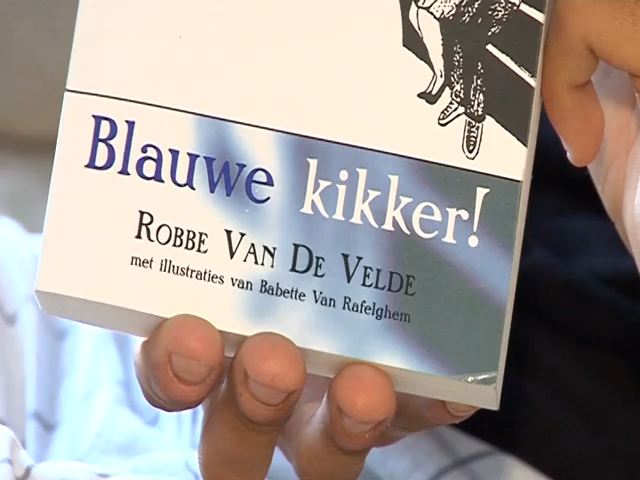 Blauwe kikker!
ROBBE VAN DE VELDE
met illustraties van Babette Van Rafelghem